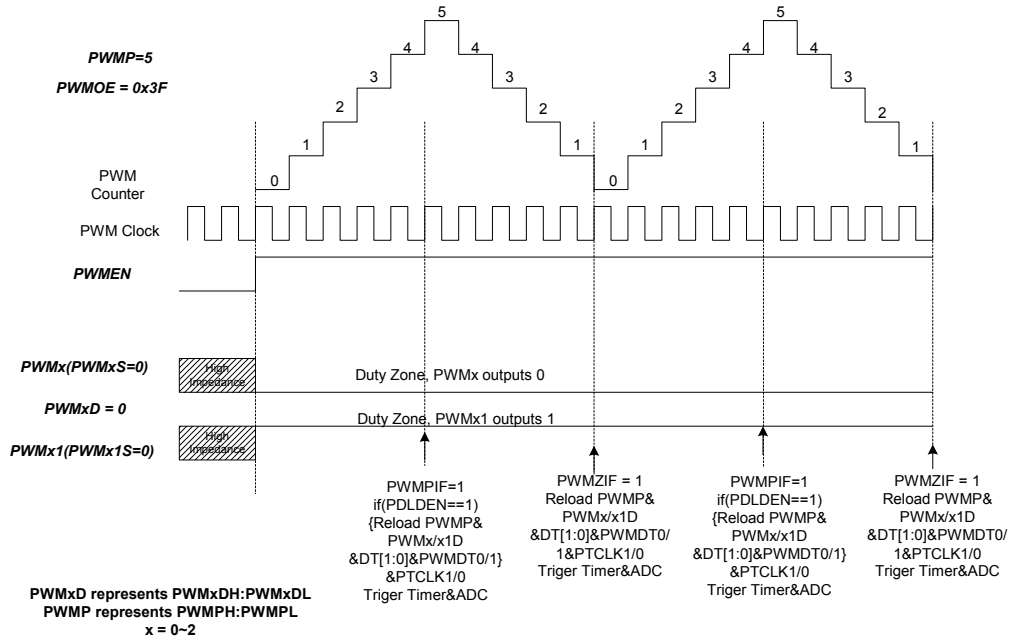 5
5
PWMP=5
4
4
4
4
PWMOE = 0x3F
3
3
3
3
2
2
2
2
1
1
1
1
PWM
Counter
0
0
PWM Clock
PWMEN
PWMx(PWMxS=0)
High
Impedance
Duty Zone, PWMx outputs 0
PWMxD = 0
Duty Zone, PWMx1 outputs 1
PWMx1(PWMx1S=0)
High
Impedance
PWMPIF=1
if(PDLDEN==1)
{Reload PWMP&
PWMx/x1D
&DT[1:0]&PWMDT0/1}
&PTCLK1/0
Triger Timer&ADC
PWMZIF = 1
Reload PWMP&
PWMx/x1D
&DT[1:0]&PWMDT0/
1&PTCLK1/0
Triger Timer&ADC
PWMPIF=1
if(PDLDEN==1)
{Reload PWMP&
PWMx/x1D
&DT[1:0]&PWMDT0/1}
&PTCLK1/0
Triger Timer&ADC
PWMZIF = 1
Reload PWMP&
PWMx/x1D
&DT[1:0]&PWMDT0/
1&PTCLK1/0
Triger Timer&ADC
PWMxD represents PWMxDH:PWMxDL
PWMP represents PWMPH:PWMPL
x = 0~2